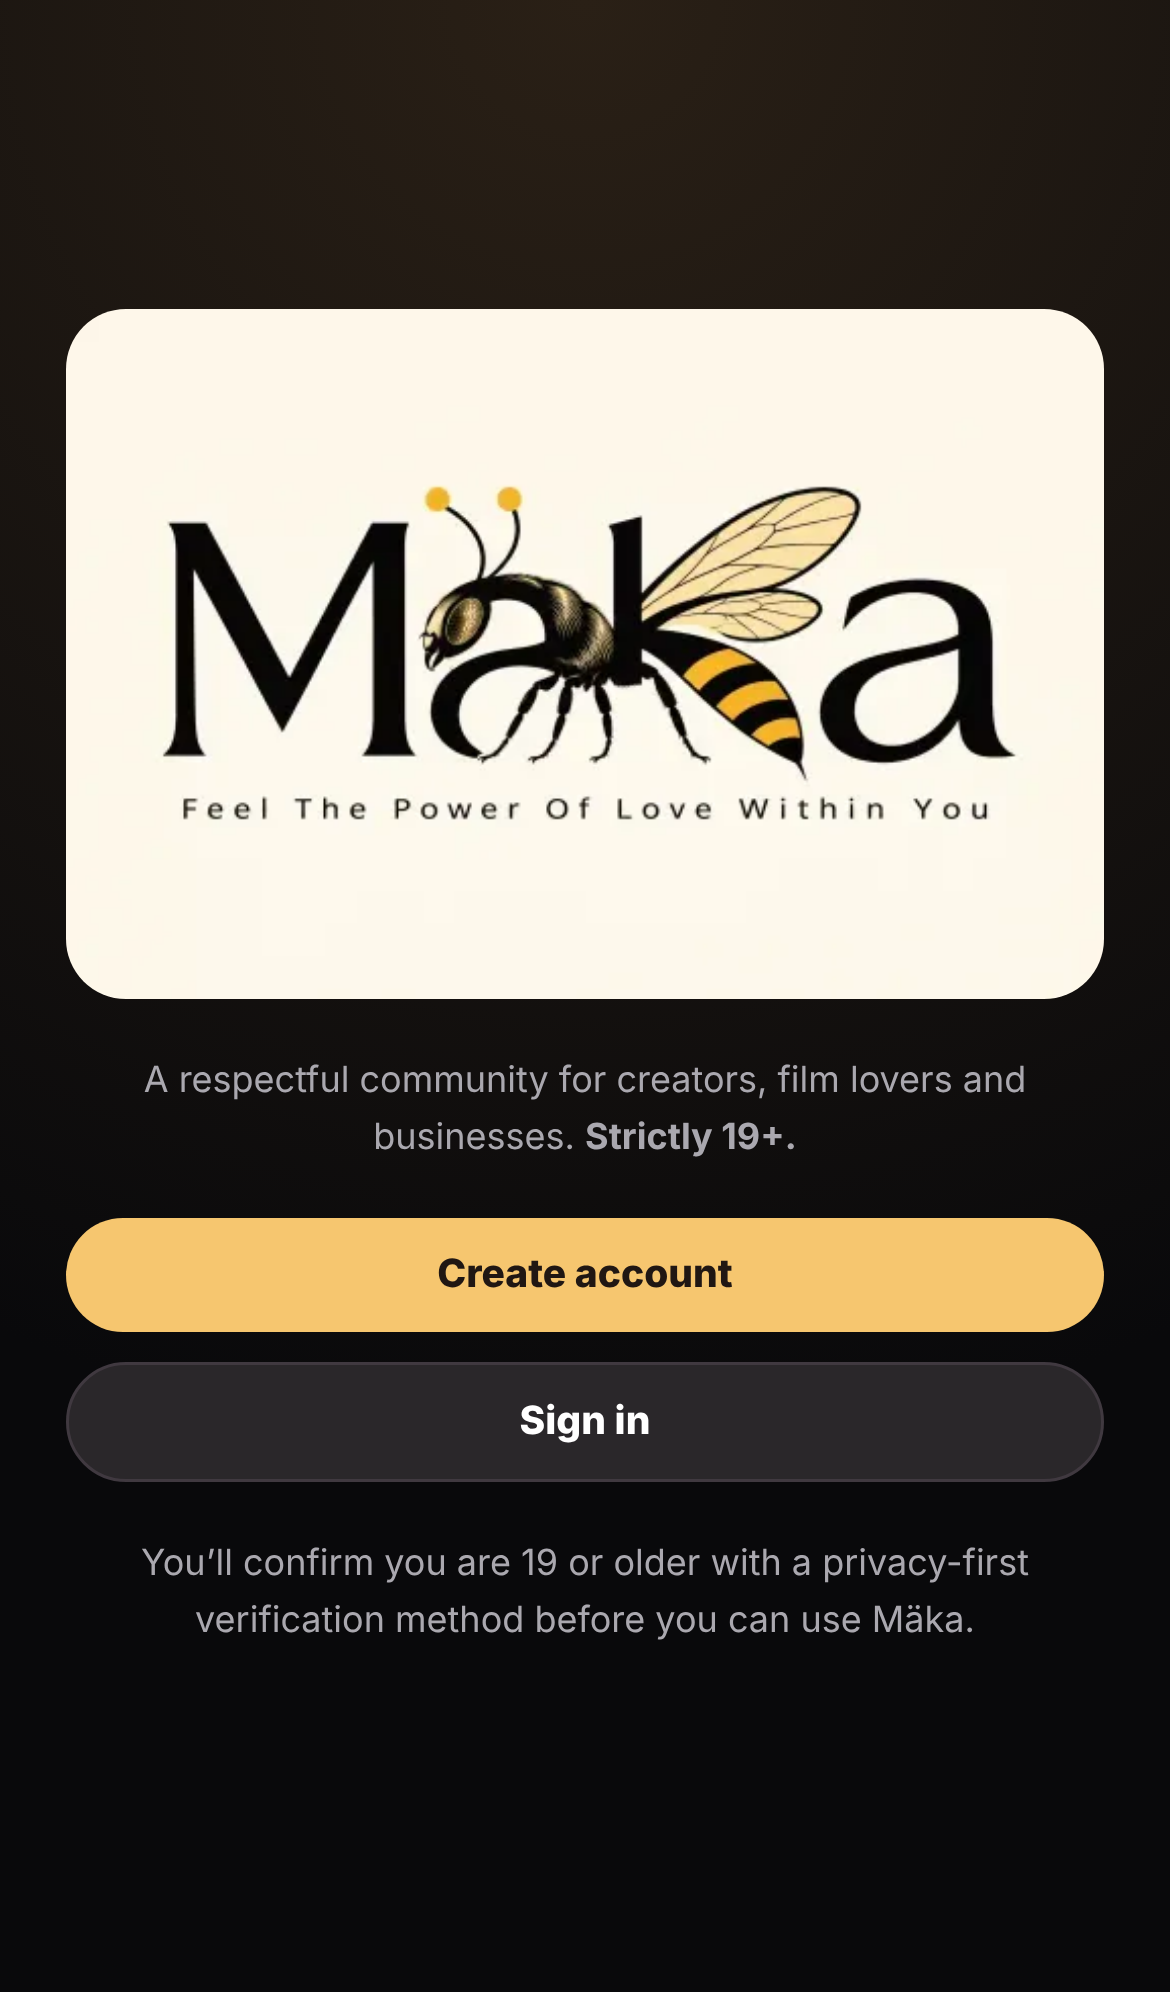 Mäka
Feel The Power Of Love Within You
A respectful community for creators, film lovers and
businesses. Strictly 19+.
Create account
Sign in
You’ll confirm you are 19 or older with a privacy-first
verification method before you can use Mäka.